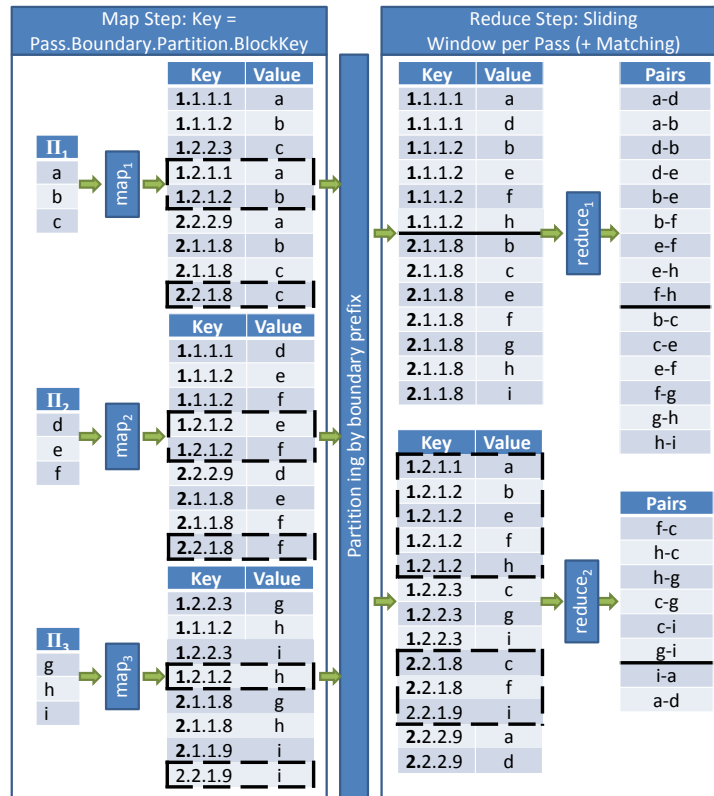 Map Step: Key =
Pass.Boundary.Partition.BlockKey
Π1
a
b
c
map1
Key Value
1.1.1.1 a
1.1.1.2 b
1.2.2.3 c
1.2.1.1 a
1.2.1.2 b
2.2.2.9 a
2.1.1.8 b
2.1.1.8 c
2.2.1.8 c
Π2
d
e
f
map2
Key Value
1.1.1.1 d
1.1.1.2 e
1.1.1.2 f
1.2.1.2 e
1.2.1.2 f
2.2.2.9 d
2.1.1.8 e
2.1.1.8 f
2.2.1.8 f
Π3
g
h
i
map3
Key Value
1.2.2.3 g
1.1.1.2 h
1.2.2.3 i
1.2.1.2 h
2.1.1.8 g
2.1.1.8 h
2.1.1.9 i
2.2.1.9 i
Partition ing by boundary prefix
Reduce Step: Sliding
Window per Pass (+ Matching)
Key Value
1.1.1.1 a
1.1.1.1 d
1.1.1.2 b
1.1.1.2 e
1.1.1.2 f
1.1.1.2 h
2.1.1.8 b
2.1.1.8 c
2.1.1.8 e
2.1.1.8 f
2.1.1.8 g
2.1.1.8 h
2.1.1.8 i
reduce1
Pairs
a-d
a-b
d-b
d-e
b-e
b-f
e-f
e-h
f-h
b-c
c-e
e-f
f-g
g-h
h-i
Key Value
1.2.1.1 a
1.2.1.2 b
1.2.1.2 e
1.2.1.2 f
1.2.1.2 h
1.2.2.3 c
1.2.2.3 g
1.2.2.3 i
2.2.1.8 c
2.2.1.8 f
2.2.1.9 i
2.2.2.9 a
2.2.2.9 d
reduce2
Pairs
f-c
h-c
h-g
c-g
c-i
g-i
i-a
a-d